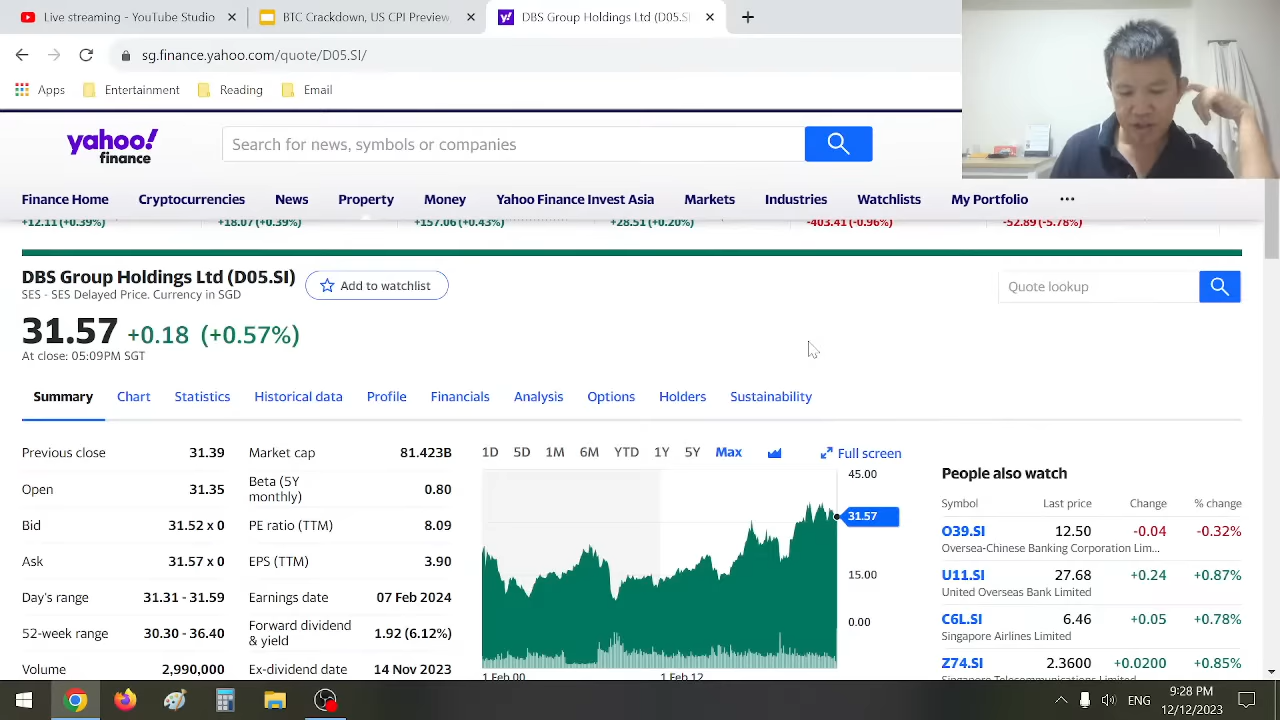 Live streaming - YouTube Studio
BTC Crackdown, US CPI Preview
DBS Group Holdings Ltd (D05.SI
sg.finance.yahoo.com/quote/D05.SI/
Apps Entertainment Reading Email
yahoo!
finance
Search for news, symbols or companies
Finance Home Cryptocurrencies News Property Money Yahoo Finance Invest Asia Markets Industries Watchlists My Portfolio ...
+12.11 (+0.39%) +18.07 (+0.39%) +157.06 (+0.43%) +28.51 (+0.20%) -403.41 (-0.96%) -52.89 (-5.78%)
DBS Group Holdings Ltd (D05.SI)
Add to watchlist
Quote lookup
SES - SES Delayed Price. Currency in SGD
31.57 +0.18 (+0.57%)
At close: 05:09PM SGT
Summary Chart Statistics Historical data Profile Financials Analysis Options Holders Sustainability
Previous close 31.39
Open 31.35
Bid 31.52 x 0
Ask 31.57 x 0
Day's range 31.31 - 31.59
52-week range 30.30 - 36.40
Volume 2,990,000
Market cap 81.423B
Beta (5Y
monthly) 0.80
PE ratio (TTM) 8.09
EPS (TTM) 3.90
Earnings date 07 Feb 2024
Forward dividend
& yield 1.92 (6.12%)
Ex-dividend date 14 Nov 2023
1D 5D 1M 6M YTD 1Y 5Y Max Full screen
45.00
31.57
15.00
0.00
1 Feb 00 1 Feb 12
People also watch
Symbol Last price Change % change
O39.SI 12.50 -0.04 -0.32%
Oversea-Chinese Banking Corporation Lim...
U11.SI 27.68 +0.24 +0.87%
United Overseas Bank Limited
C6L.SI 6.46 +0.05 +0.78%
Singapore Airlines Limited
Z74.SI 2.3600 +0.0200 +0.85%
Singapore Telecommunications Limited
ENG
9:28 PM
12/12/2023